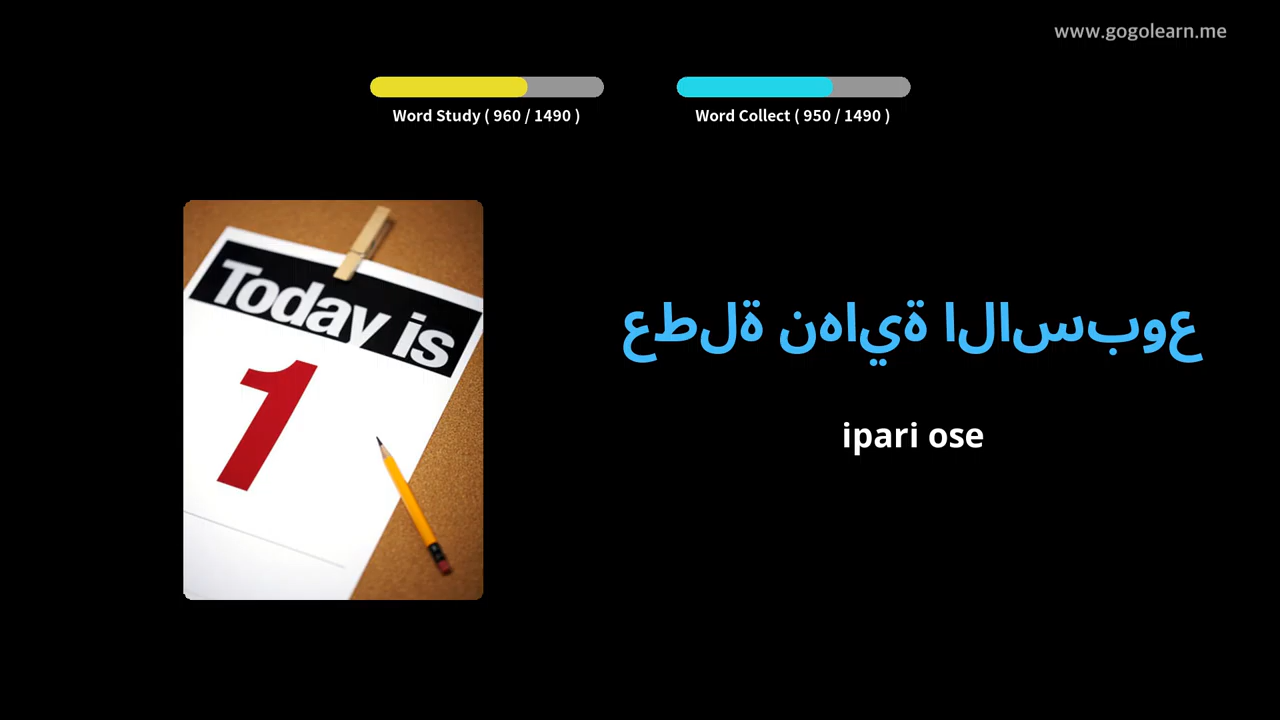 www.gogolearn.me
Word Study ( 960 / 1490 )
Word Collect ( 950 / 1490 )
Today is
1
عطلة نهاية الاسبوع
ipari ose